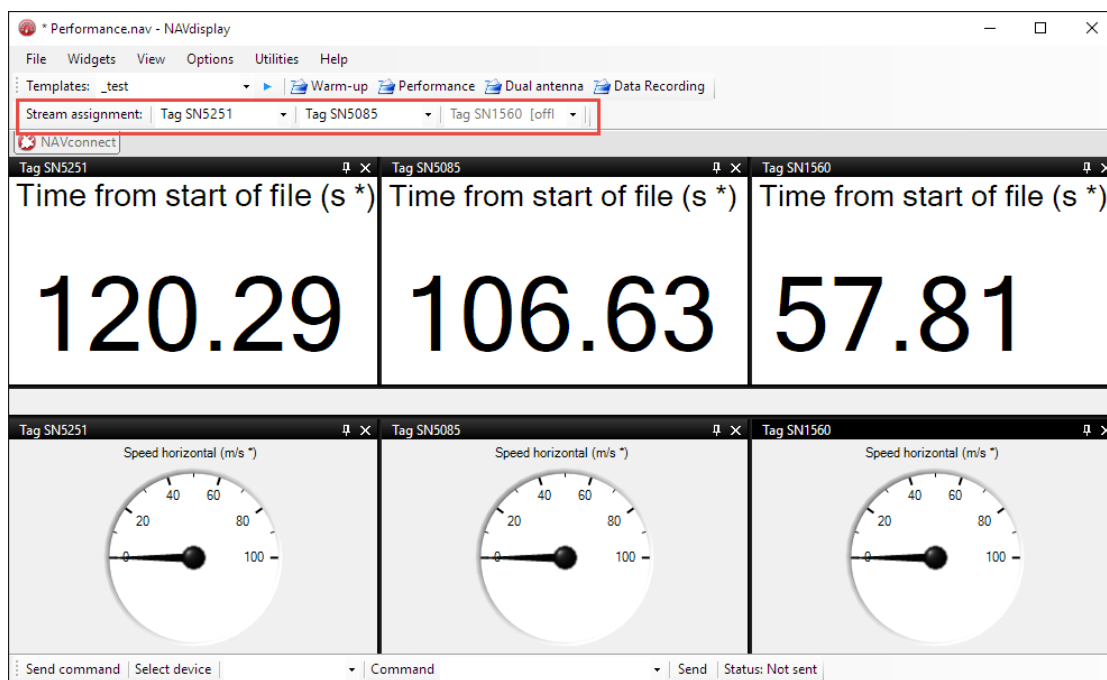 * Performance.nav - NAVdisplay
File Widgets View Options Utilities Help
Templates: _test Warm-up Performance Dual antenna Data Recording
Stream assignment: Tag SN5251 Tag SN5085 Tag SN1560 [offl
NAVconnect
Tag SN5251 Tag SN5085 Tag SN1560
Time from start of file (s *) Time from start of file (s *) Time from start of file (s *)
120.29 106.63 57.81
Tag SN5251 Tag SN5085 Tag SN1560
Speed horizontal (m/s *) Speed horizontal (m/s *) Speed horizontal (m/s *)
40 60 40 60 40 60
20 80 20 80 20 80
0 100 0 100 0 100
Send command Select device Command Send Status: Not sent